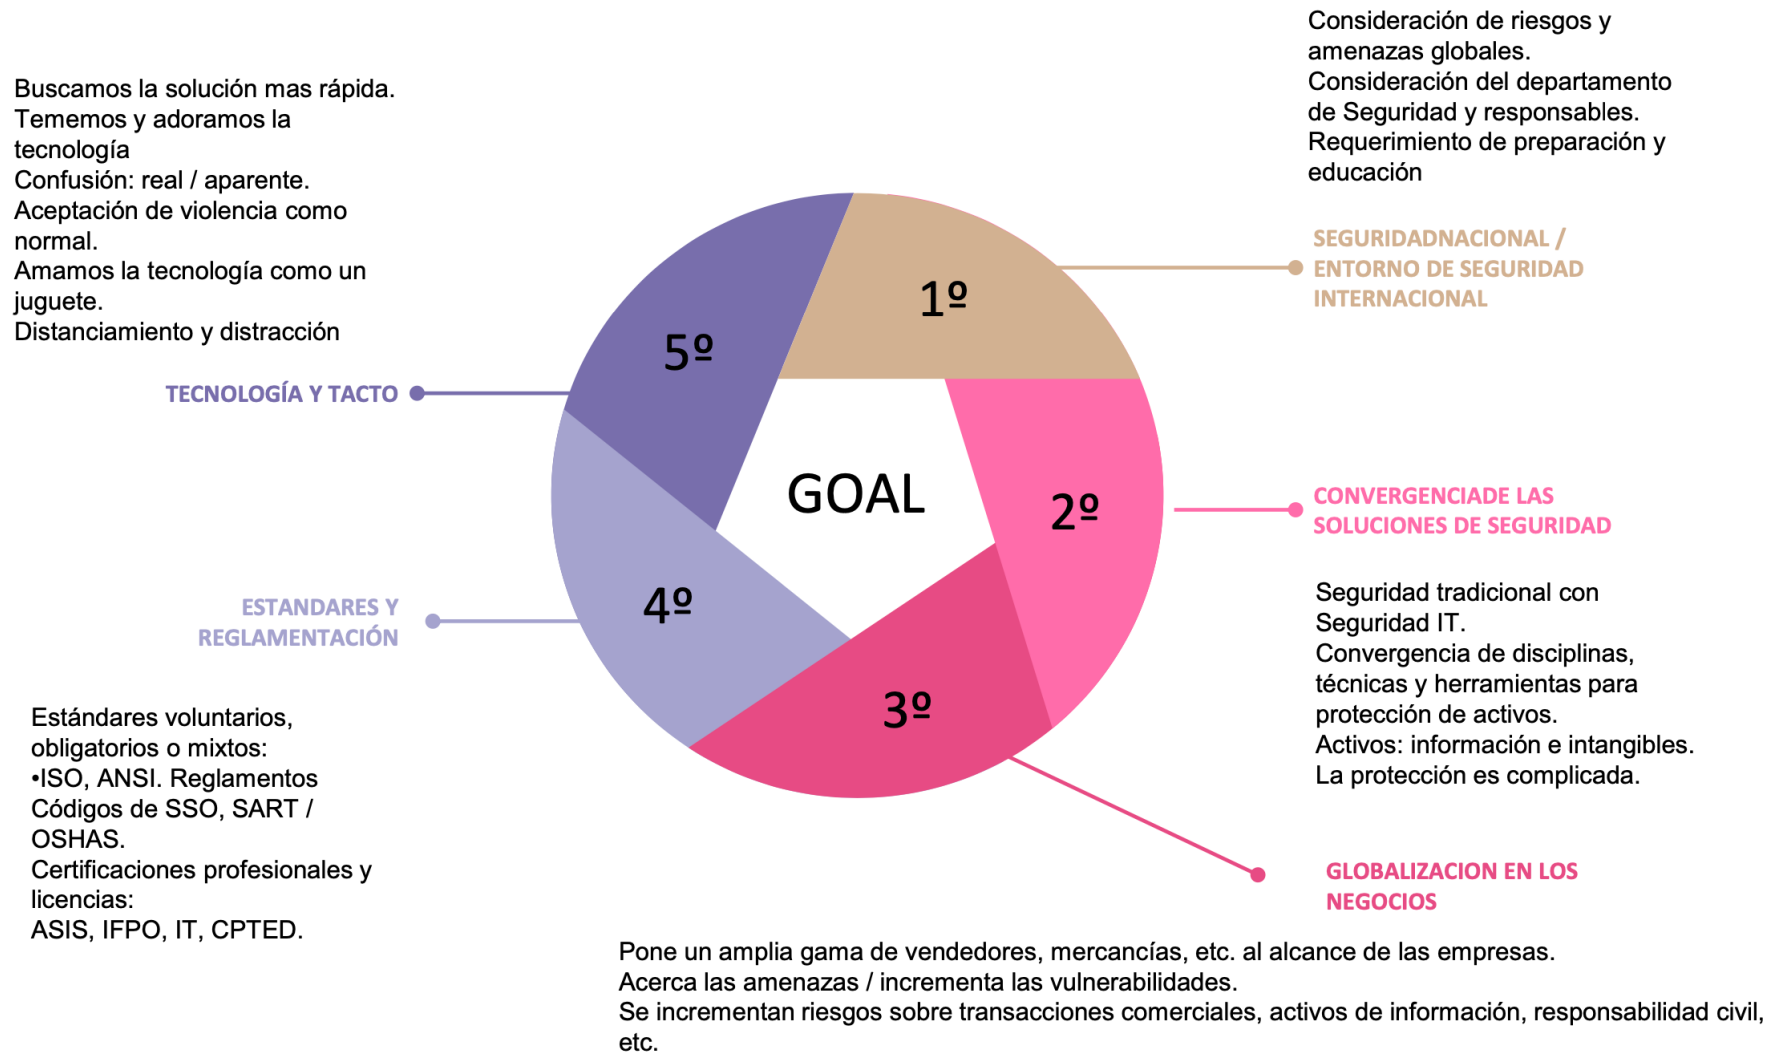 Consideración de riesgos y
amenazas globales.
Consideración del departamento
de Seguridad y responsables.
Requerimiento de preparación y
educación
SEGURIDADNACIONAL /
ENTORNO DE SEGURIDAD
INTERNACIONAL
1º
CONVERGENCIADE LAS
SOLUCIONES DE SEGURIDAD
Seguridad tradicional con
Seguridad IT.
Convergencia de disciplinas,
técnicas y herramientas para
protección de activos.
Activos: información e intangibles.
La protección es complicada.
2º
GLOBALIZACION EN LOS
NEGOCIOS
Pone un amplia gama de vendedores, mercancías, etc. al alcance de las empresas.
Acerca las amenazas / incrementa las vulnerabilidades.
Se incrementan riesgos sobre transacciones comerciales, activos de información, responsabilidad civil,
etc.
3º
ESTANDARES Y
REGLAMENTACIÓN
Estándares voluntarios,
obligatorios o mixtos:
•ISO, ANSI. Reglamentos
Códigos de SSO, SART /
OSHAS.
Certificaciones profesionales y
licencias:
ASIS, IFPO, IT, CPTED.
4º
Buscamos la solución mas rápida.
Tememos y adoramos la
tecnología
Confusión: real / aparente.
Aceptación de violencia como
normal.
Amamos la tecnología como un
juguete.
Distanciamiento y distracción
TECNOLOGÍA Y TACTO
5º
GOAL